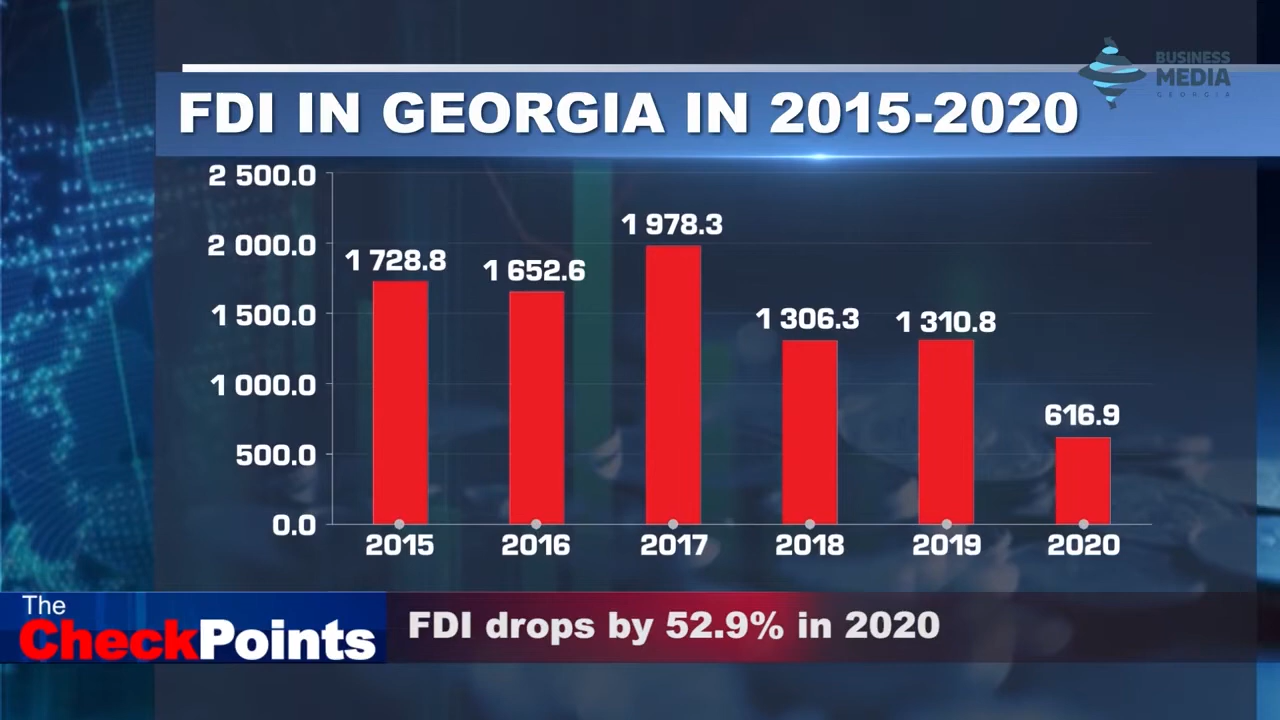 BUSINESS
MEDIA
GEORGIA
FDI IN GEORGIA IN 2015-2020
2 500.0
2 000.0
1 500.0
1 000.0
500.0
0.0
1 728.8
1 652.6
1 978.3
1 306.3
1 310.8
616.9
2015
2016
2017
2018
2019
2020
The
CheckPoints
FDI drops by 52.9% in 2020